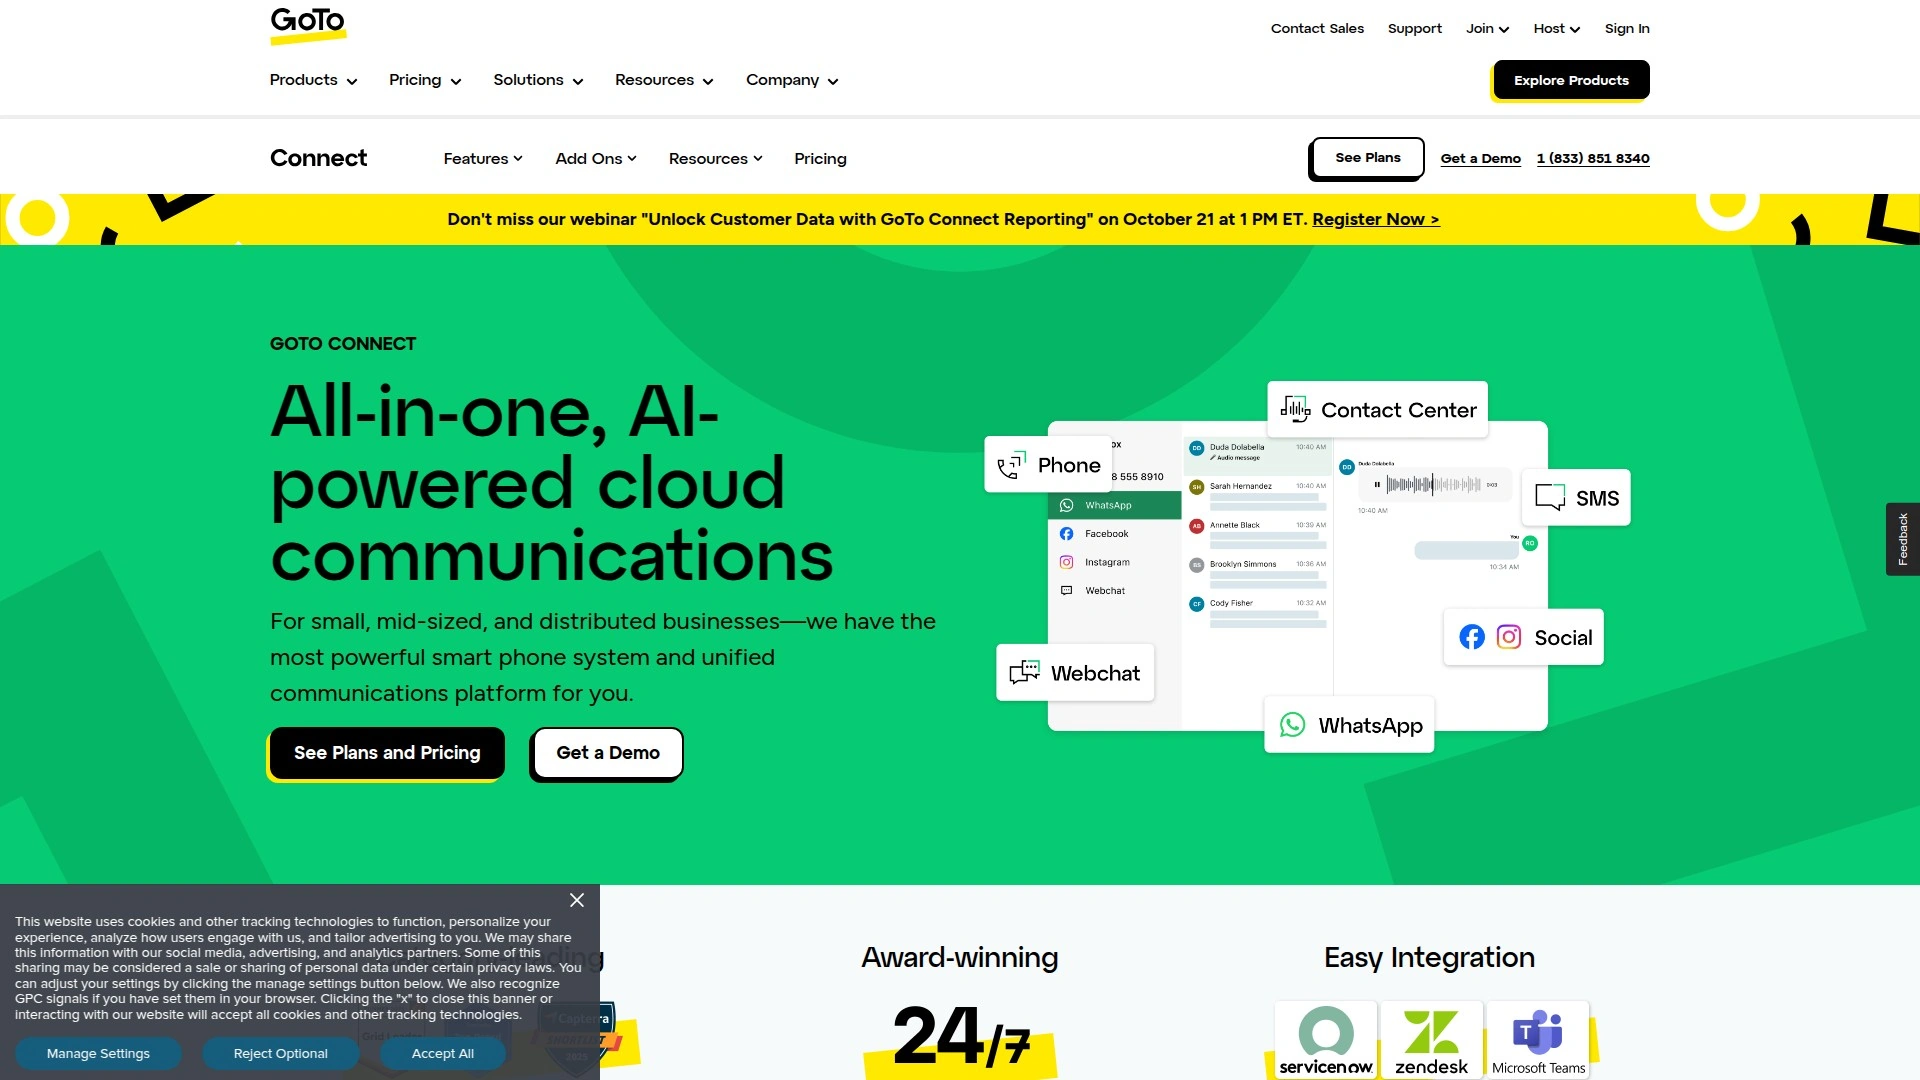 GoTo
Contact Sales
Support
Join
Host
Sign In
Products
Pricing
Solutions
Resources
Company
Explore Products
Connect
Features
Add Ons
Resources
Pricing
See Plans
Get a Demo
1 (833) 851 8340
Don't miss our webinar "Unlock Customer Data with GoTo Connect Reporting" on October 21 at 1 PM ET. Register Now >
GOTO CONNECT
All-in-one, AI-
powered cloud
communications
For small, mid-sized, and distributed businesses—we have the
most powerful smart phone system and unified
communications platform for you.
See Plans and Pricing
Get a Demo
Contact Center
Phone
8 555 8910
WhatsApp
Facebook
Instagram
Webchat
DD
Duda Dolabella
10:40 AM
Audio message
SH
Sarah Hernandez
10:40 AM
AB
Annette Black
10:39 AM
BS
Brooklyn Simmons
10:36 AM
CF
Cody Fisher
10:32 AM
DD
Duda Dolabella
0:03
10:40 AM
You
RO
10:34 AM
SMS
Social
Webchat
WhatsApp
Feedback
This website uses cookies and other tracking technologies to function, personalize your
experience, analyze how users engage with us, and tailor advertising to you. We may share
this information with our social media, advertising, and analytics partners. Some of this
sharing may be considered a sale or sharing of personal data under certain privacy laws. You
can adjust your settings by clicking the manage settings button below. We also recognize
GPC signals if you have set them in your browser. Clicking the "x" to close this banner or
interacting with our website will accept all cookies and other tracking technologies.
Manage Settings
Reject Optional
Accept All
Capterra
SHORTLIST
2025
Award-winning
24/7
Easy Integration
servicenow
zendesk
Microsoft Teams